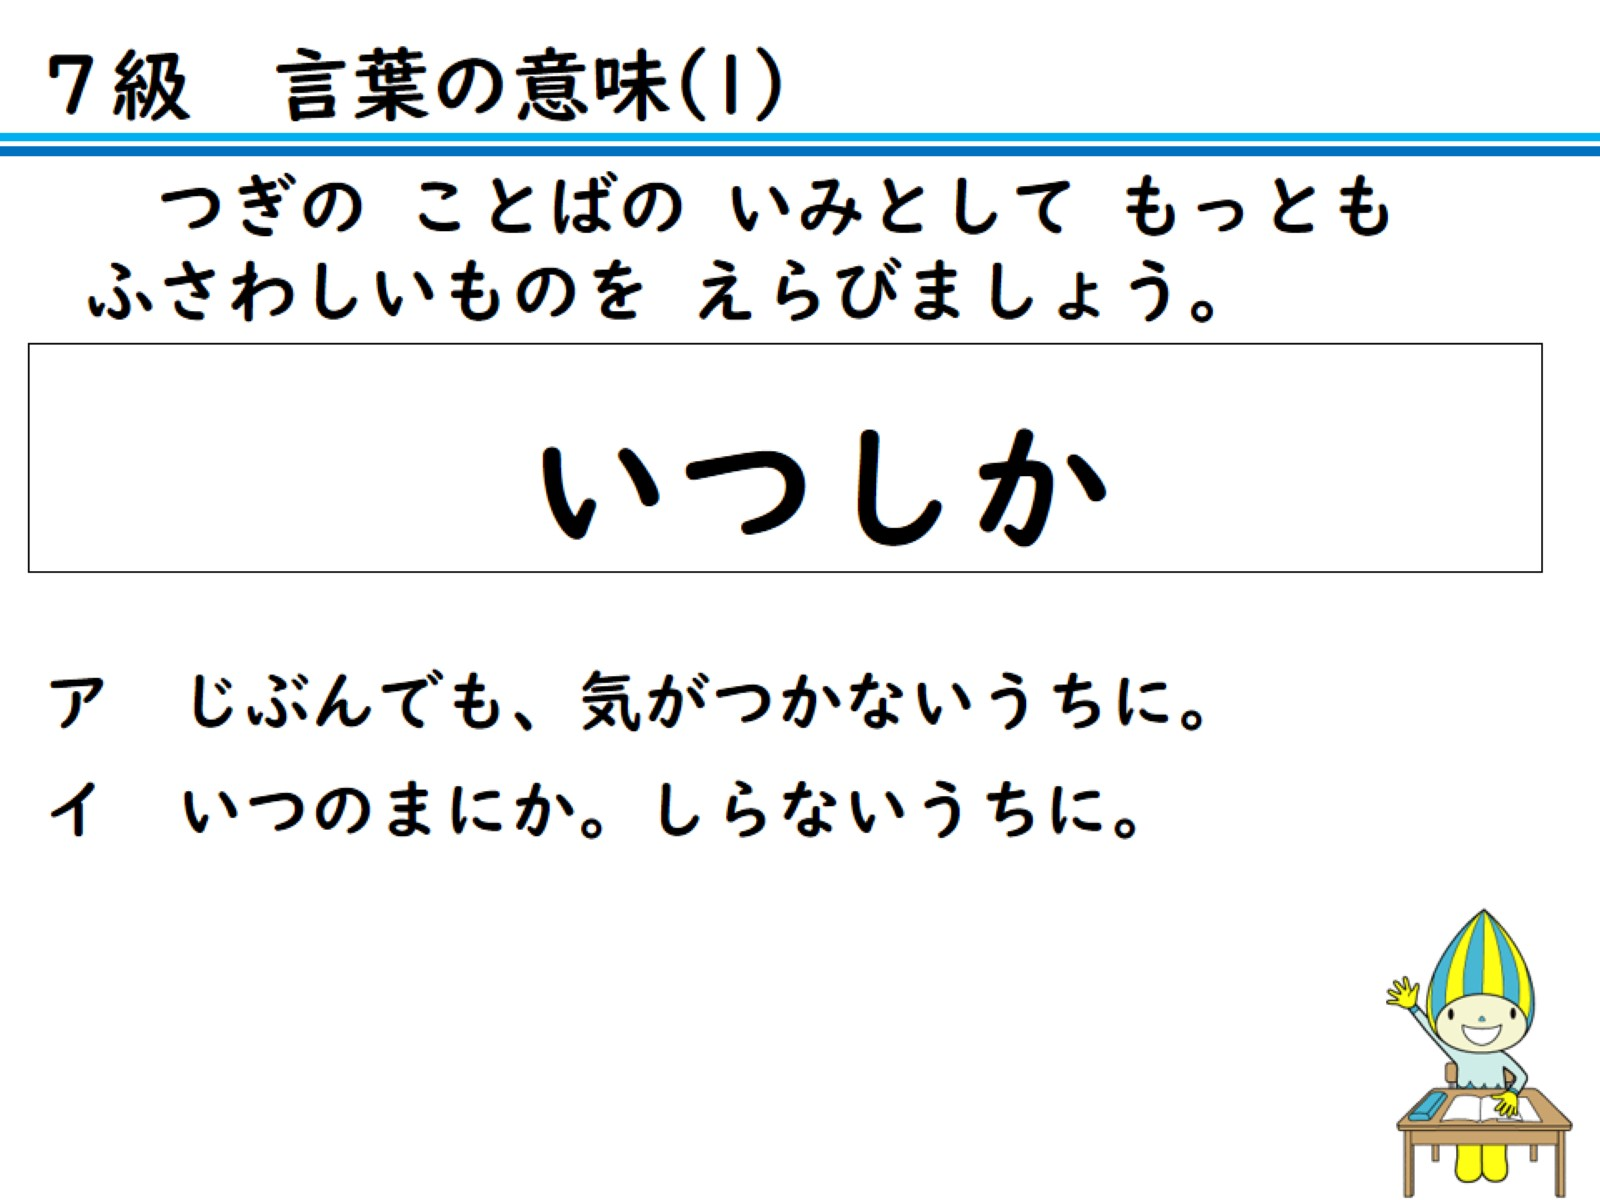 ７級　言葉の意味(1)
つぎの ことばの いみとして もっとも
ふさわしいものを えらびましょう。
いつしか
ア　じぶんでも、気がつかないうちに。
イ　いつのまにか。しらないうちに。